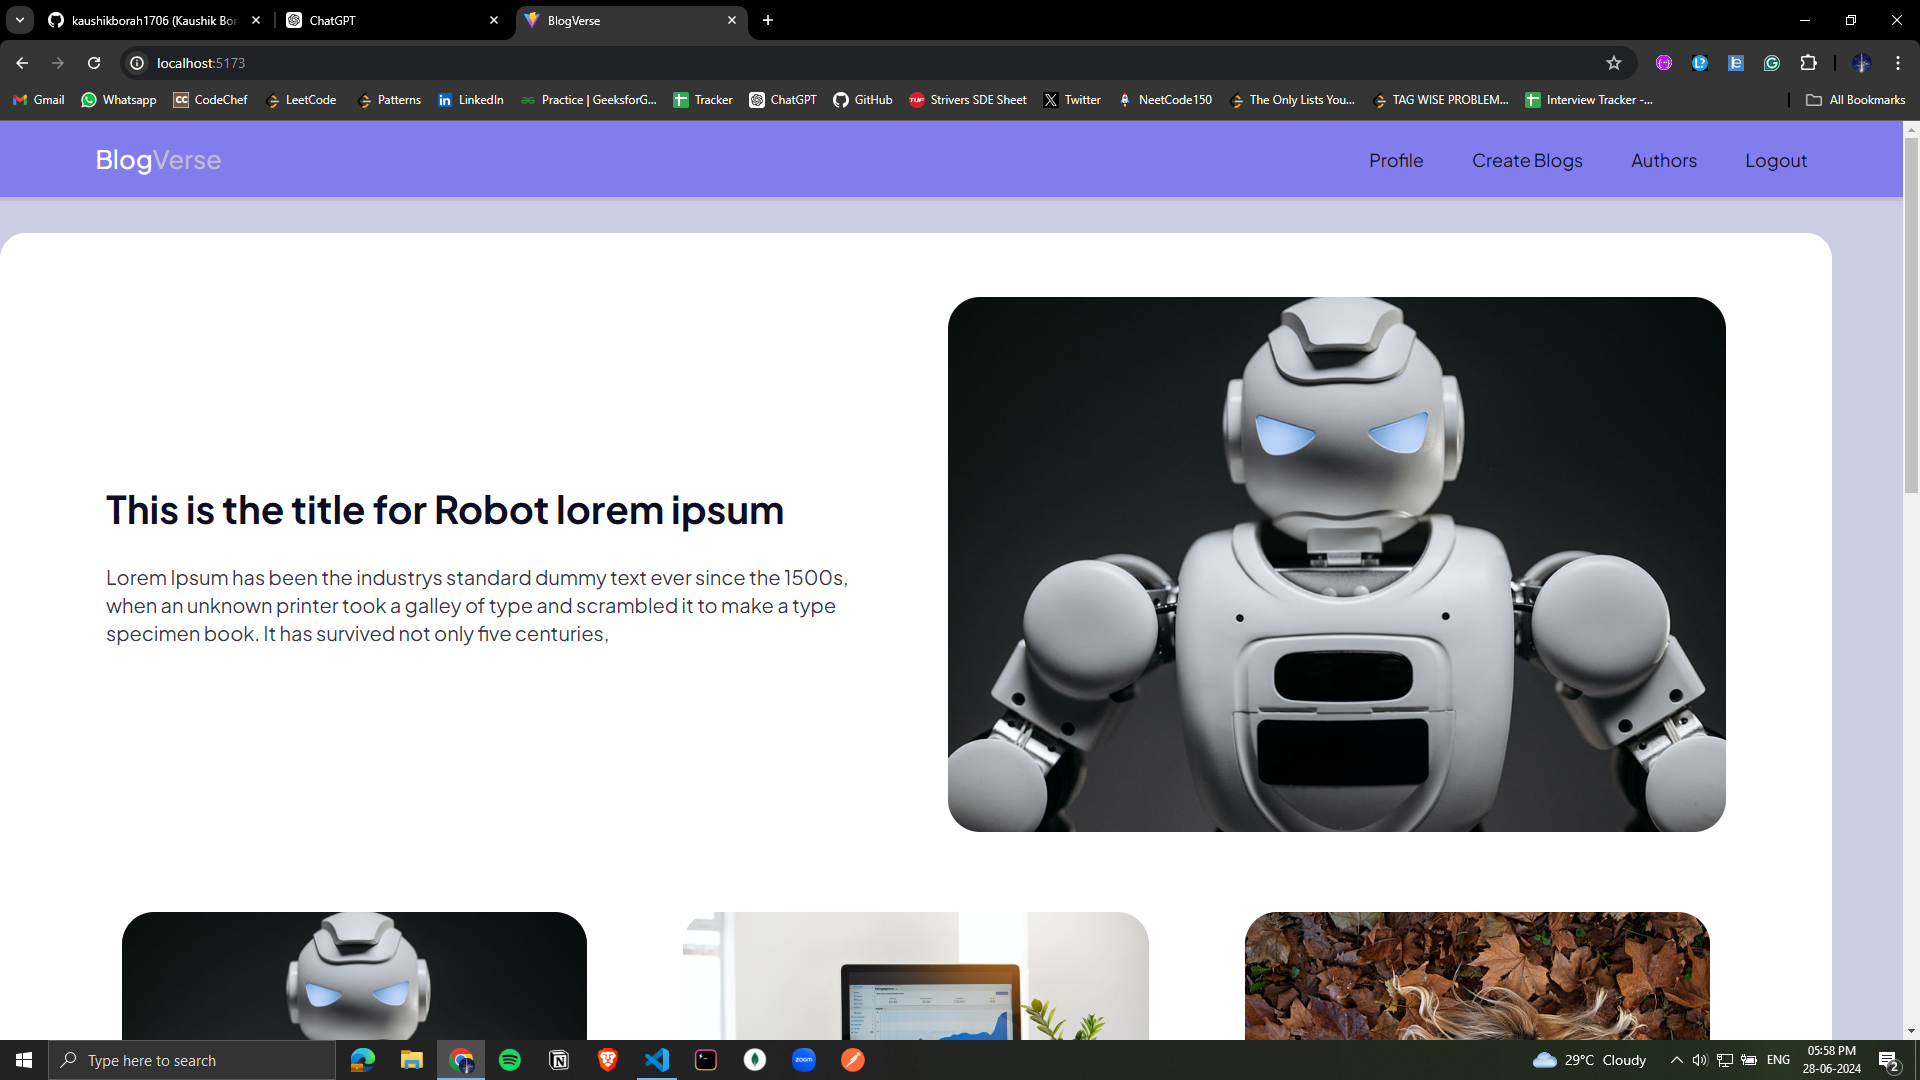 kaushikborah1706 (Kaushik Bor
ChatGPT
BlogVerse
localhost:5173
Gmail
Whatsapp
CodeChef
LeetCode
Patterns
LinkedIn
Practice | GeeksforG...
Tracker
ChatGPT
GitHub
Strivers SDE Sheet
Twitter
NeetCode150
The Only Lists You...
TAG WISE PROBLEM...
Interview Tracker -...
All Bookmarks
BlogVerse
Profile
Create Blogs
Authors
Logout
This is the title for Robot lorem ipsum
Lorem Ipsum has been the industrys standard dummy text ever since the 1500s,
when an unknown printer took a galley of type and scrambled it to make a type
specimen book. It has survived not only five centuries,
Type here to search
29°C Cloudy
ENG
05:58 PM
28-06-2024
2